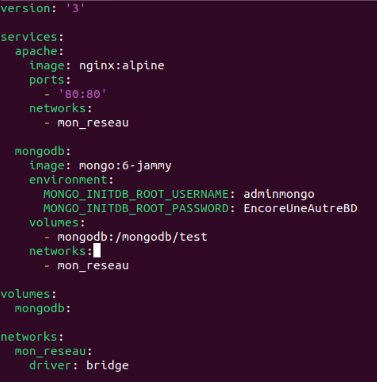 version: '3'
services:
  apache:
    image: nginx:alpine
    ports:
      - '80:80'
    networks:
      - mon_reseau
  mongodb:
    image: mongo:6-jammy
    environment:
      MONGO_INITDB_ROOT_USERNAME: adminmongo
      MONGO_INITDB_ROOT_PASSWORD: EncoreUneAutreBD
    volumes:
      - mongodb:/mongodb/test
    networks:
      - mon_reseau
volumes:
  mongodb:
networks:
  mon_reseau:
    driver: bridge